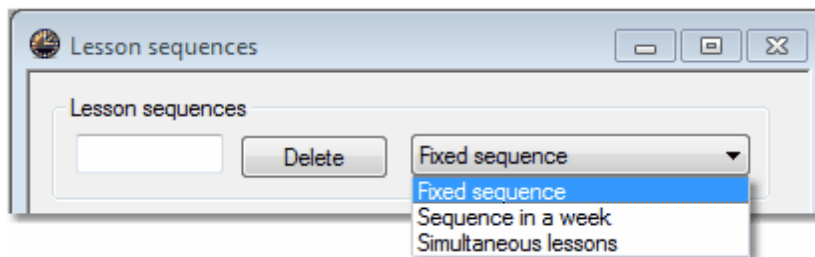 Lesson sequences
Lesson sequences
Delete
Fixed sequence
Fixed sequence
Sequence in a week
Simultaneous lessons